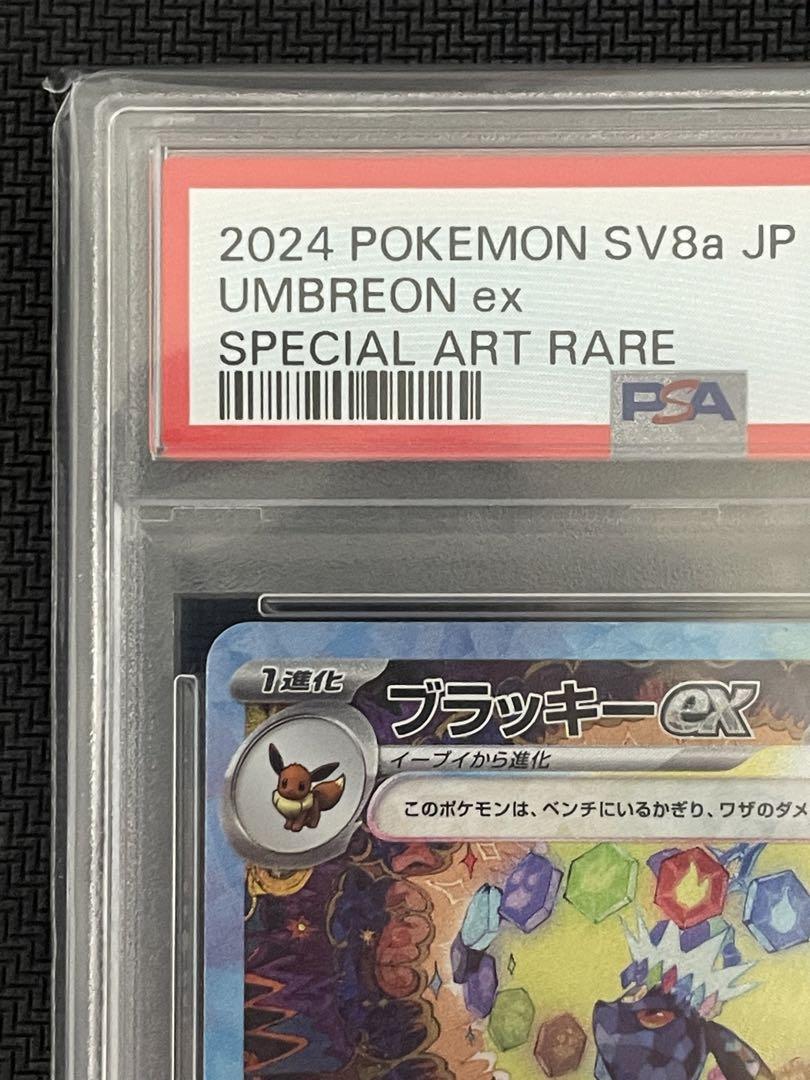 2024 POKEMON SV8a JP
UMBREON ex
SPECIAL ART RARE
PSA
1進化
ブラッキーex
イーブイから進化
このポケモンは、ベンチにいるかぎり、ワザのダメ